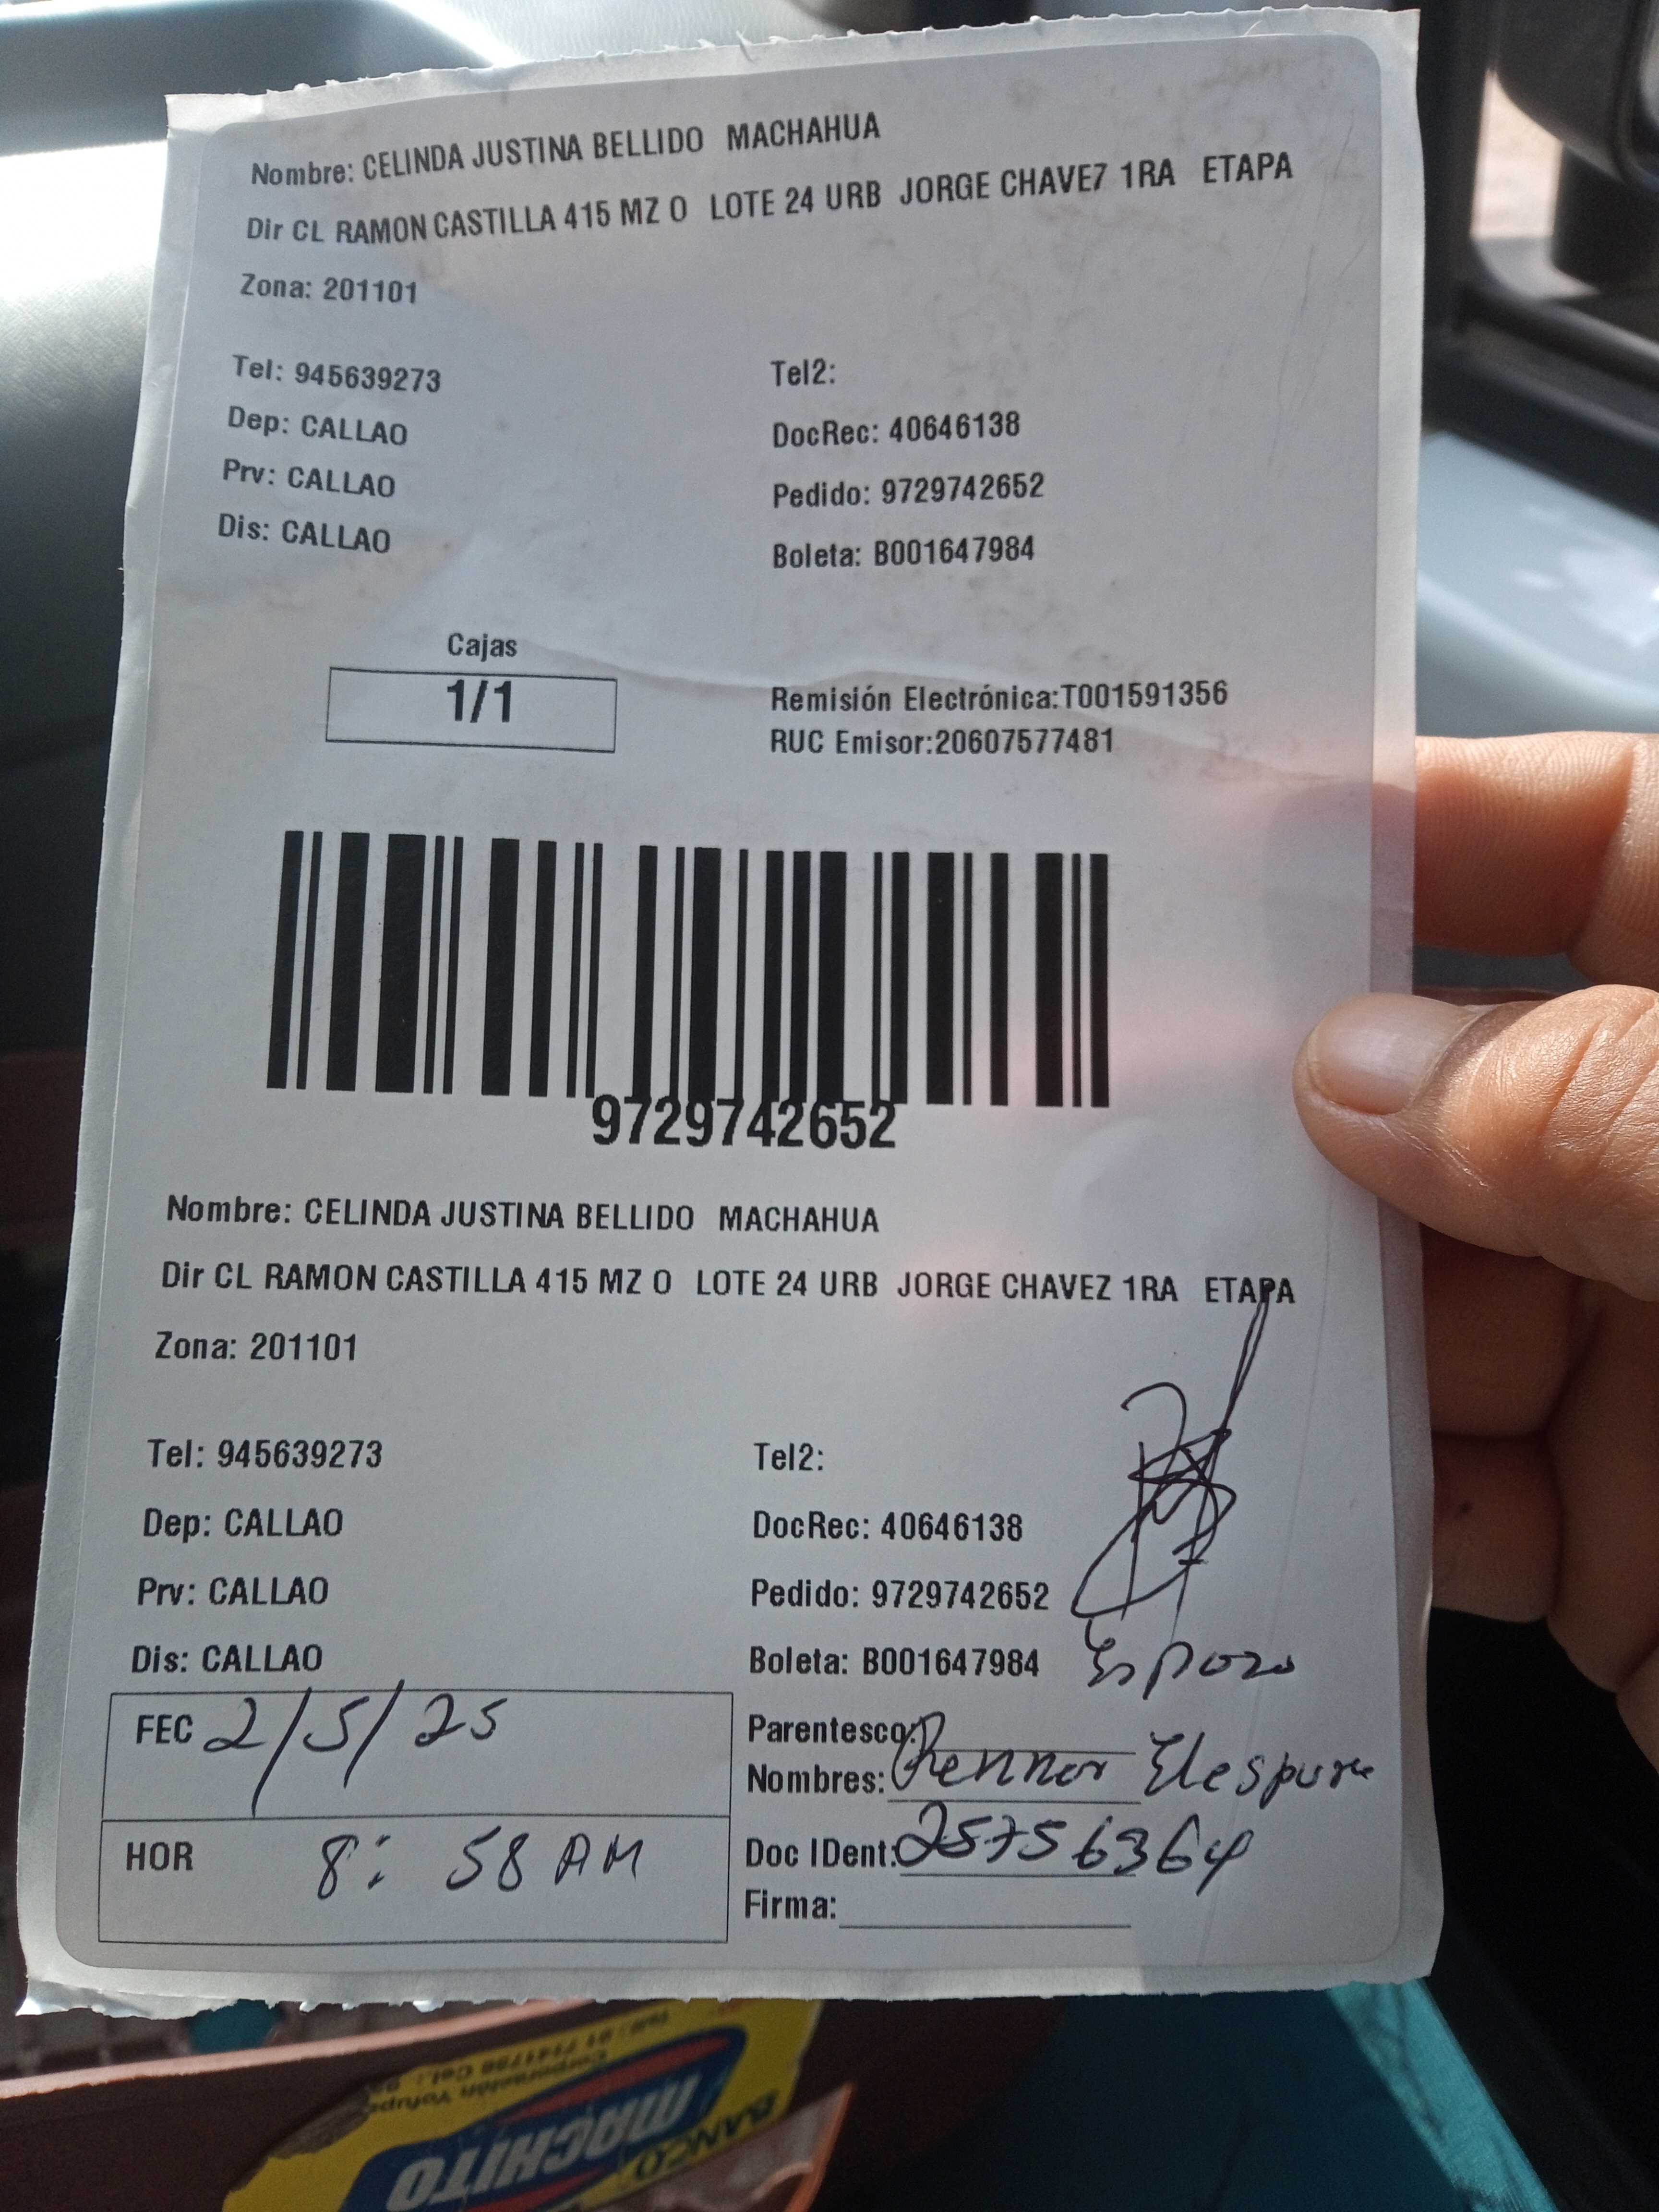 Nombre: CELINDA JUSTINA BELLIDO MACHAHUA
Dir CL RAMON CASTILLA 415 MZ O LOTE 24 URB JORGE CHAVEZ 1RA ETAPA
Zona: 201101
Tel: 945639273
Tel2:
Dep: CALLAO
DocRec: 40646138
Prv: CALLAO
Pedido: 9729742652
Dis: CALLAO
Boleta: B001647984
Cajas
1/1
Remisión Electrónica:T001591356
RUC Emisor:20607577481
9729742652
Nombre: CELINDA JUSTINA BELLIDO MACHAHUA
Dir CL RAMON CASTILLA 415 MZ O LOTE 24 URB JORGE CHAVEZ 1RA ETAPA
Zona: 201101
Tel: 945639273
Tel2:
Dep: CALLAO
DocRec: 40646138
Prv: CALLAO
Pedido: 9729742652
Dis: CALLAO
Boleta: B001647984
Esposo
FEC 2/5/25
Parentesco:
Nombres: Elespuru
HOR 8:58 AM
Doc IDent: 25756364
Firma:
MACHITO
BANCO